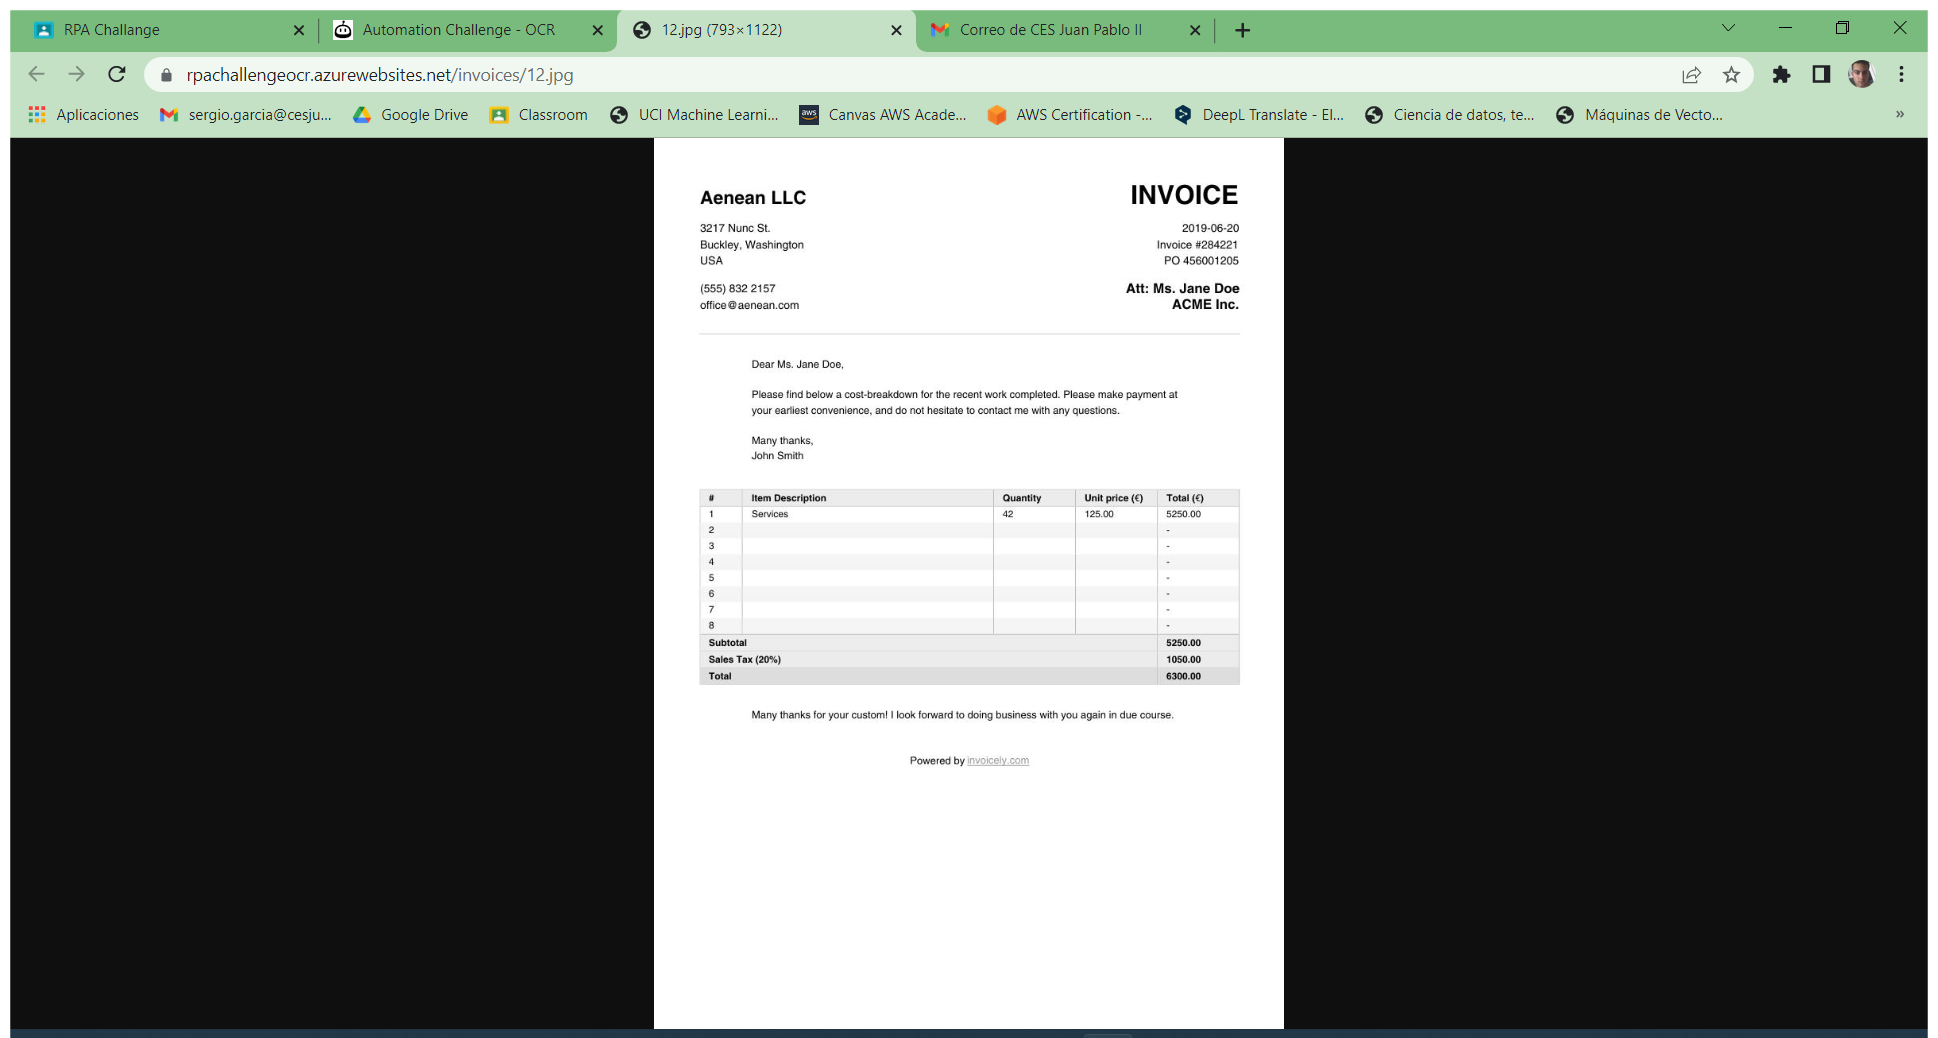 RPA Challange
Automation Challenge - OCR
12.jpg (793×1122)
Correo de CES Juan Pablo II
rpachallengeocr.azurewebsites.net/invoices/12.jpg
Aplicaciones
sergio.garcia@cesju...
Google Drive
Classroom
UCI Machine Learni...
aws
Canvas AWS Acade...
AWS Certification -...
DeepL Translate - El...
Ciencia de datos, te...
Máquinas de Vecto...
»
Aenean LLC
INVOICE
3217 Nunc St.
2019-06-20
Buckley, Washington
Invoice #284221
USA
PO 456001205
(555) 832 2157
Att: Ms. Jane Doe
office@aenean.com
ACME Inc.
Dear Ms. Jane Doe,
Please find below a cost-breakdown for the recent work completed. Please make payment at
your earliest convenience, and do not hesitate to contact me with any questions.
Many thanks,
John Smith
# Item Description Quantity Unit price (€) Total (€)
1 Services 42 125.00 5250.00
2 -
3 -
4 -
5 -
6 -
7 -
8 -
Subtotal 5250.00
Sales Tax (20%) 1050.00
Total 6300.00
Many thanks for your custom! I look forward to doing business with you again in due course.
Powered by invoicely.com